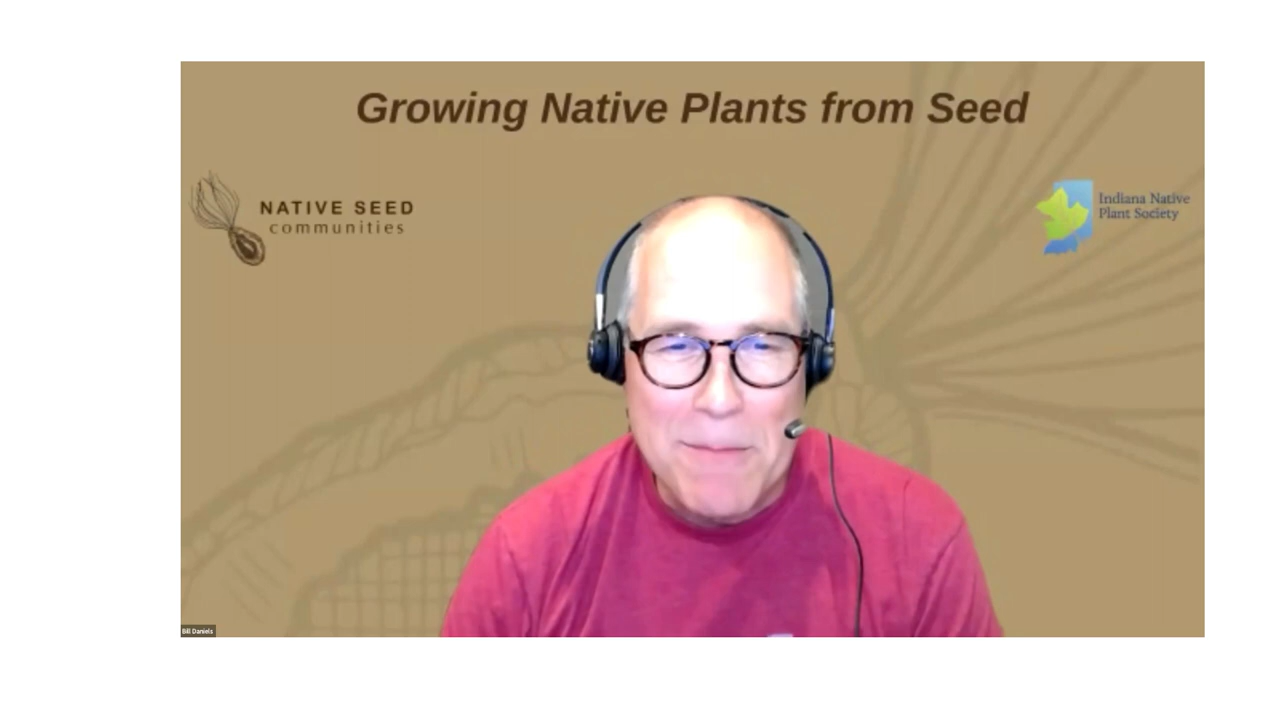 Growing Native Plants from Seed
NATIVE SEED
communities
Indiana Native
Plant Society
Bill Daniels